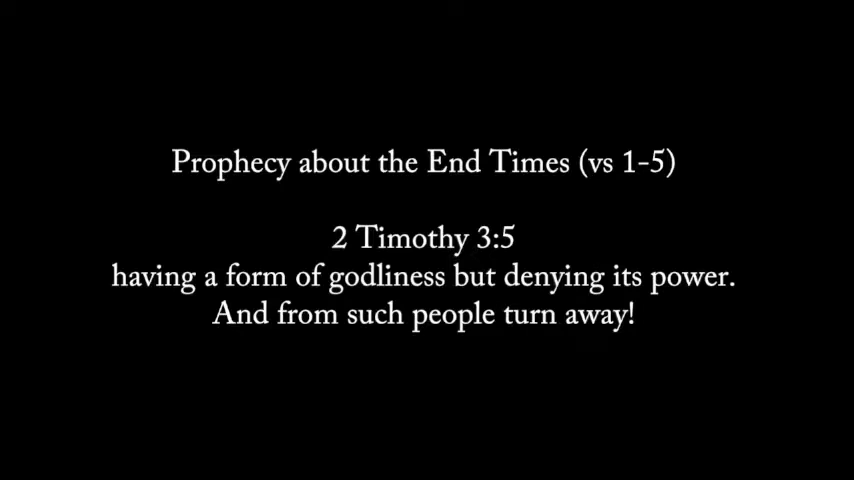 Prophecy about the End Times (vs 1-5)
2 Timothy 3:5
having a form of godliness but denying its power.
And from such people turn away!